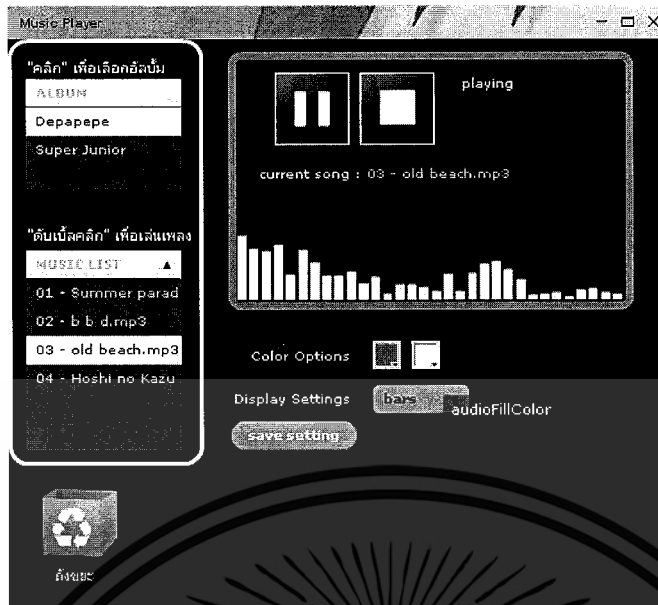 Music Player
"คลิก" เพื่อเลือกอัลบั้ม
ALBUM
Depapepe
Super Junior
"ดับเบิ้ลคลิก" เพื่อเล่นเพลง
MUSIC LIST
01 - Summer parad
02 - b b d.mp3
03 - old beach.mp3
04 - Hoshi no Kazu
playing
current song : 03 - old beach.mp3
Color Options
Display Settings
bars
audioFillColor
save setting
ถังขยะ